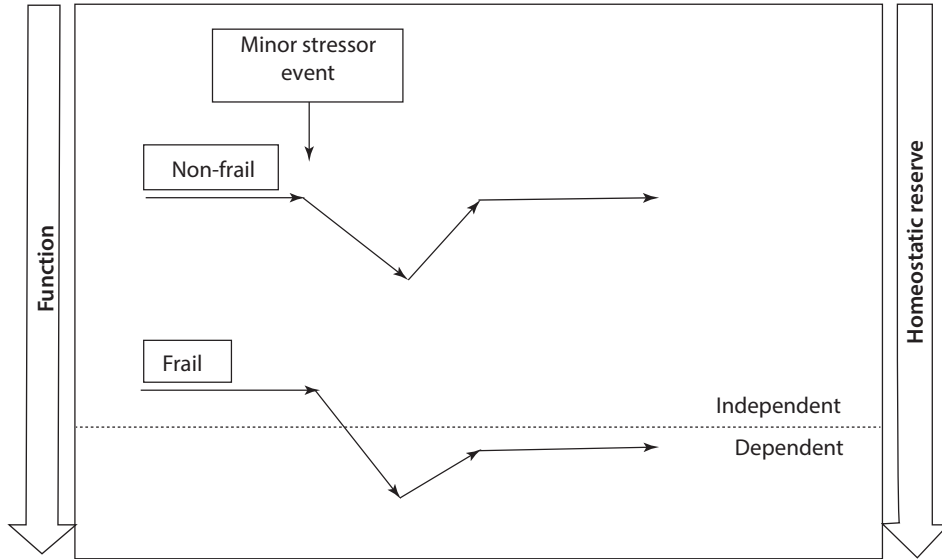 Minor stressor
event
Non-frail
Function
Homeostatic reserve
Frail
Independent
Dependent